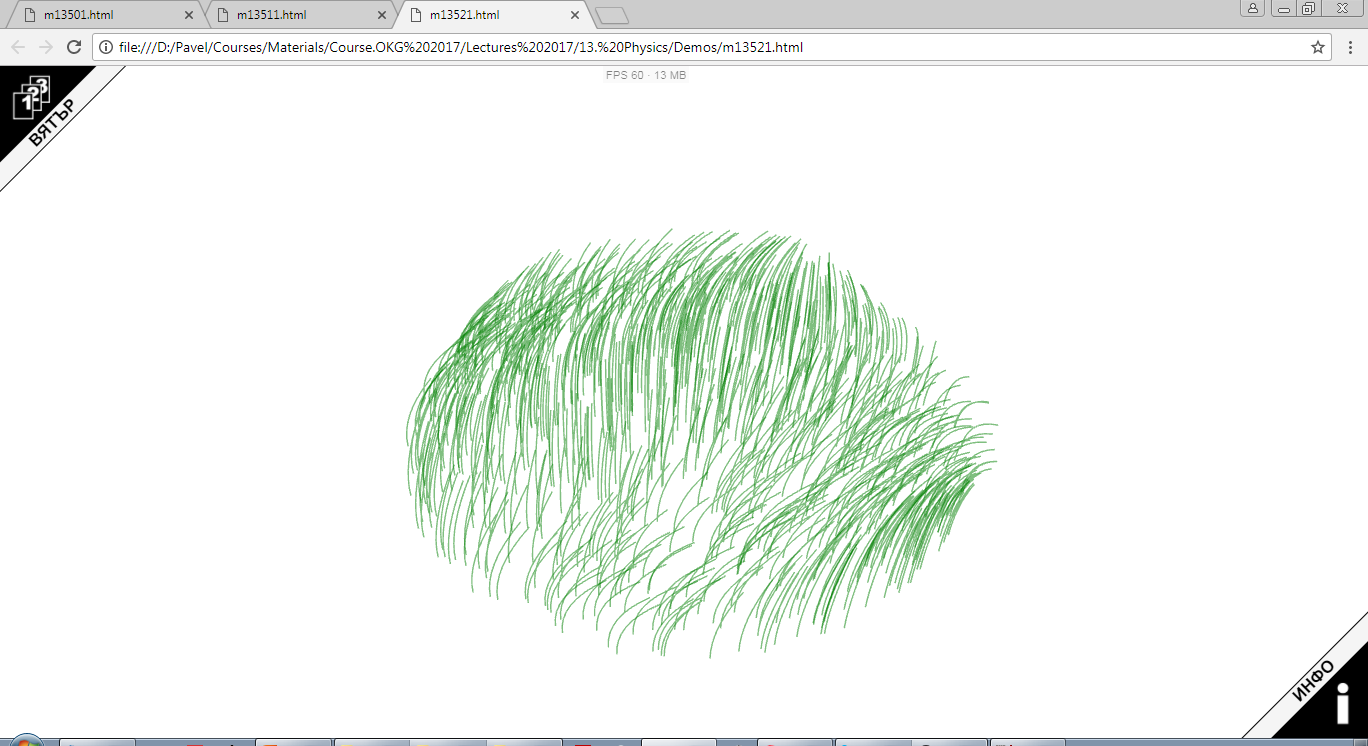 m13501.html
m13511.html
m13521.html
file:///D:/Pavel/Courses/Materials/Course.OKG%202017/Lectures%202017/13.%20Physics/Demos/m13521.html
FPS 60 · 13 MB
123
ВЯТЪР
ИНФО
i